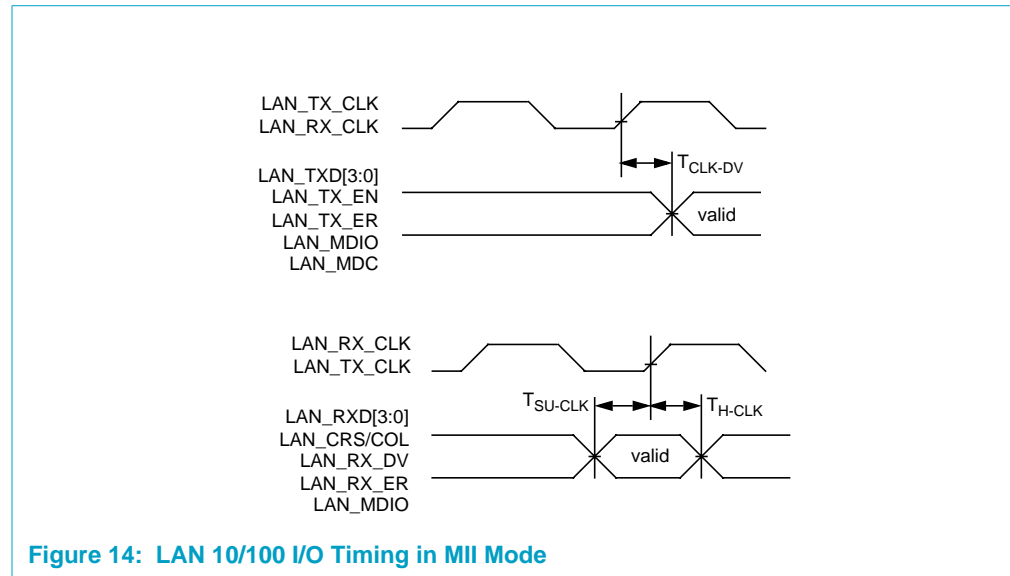 LAN_TX_CLK
LAN_RX_CLK
T_CLK-DV
LAN_TXD[3:0]
LAN_TX_EN
LAN_TX_ER
valid
LAN_MDIO
LAN_MDC
LAN_RX_CLK
LAN_TX_CLK
T_SU-CLK
T_H-CLK
LAN_RXD[3:0]
LAN_CRS/COL
LAN_RX_DV
valid
LAN_RX_ER
LAN_MDIO
Figure 14: LAN 10/100 I/O Timing in MII Mode